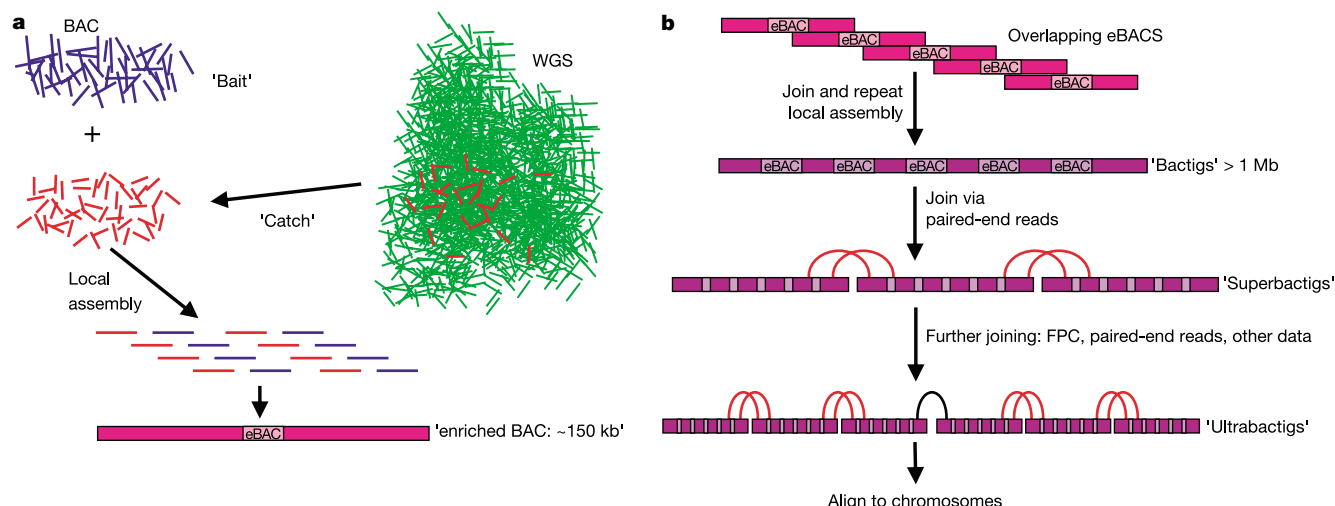 a
BAC
'Bait'
WGS
+
'Catch'
Local
assembly
eBAC
'enriched BAC: ~150 kb'
b
eBAC
eBAC
eBAC
eBAC
eBAC
Overlapping eBACS
Join and repeat
local assembly
eBAC eBAC eBAC eBAC eBAC
'Bactigs' > 1 Mb
Join via
paired-end reads
'Superbactigs'
Further joining: FPC, paired-end reads, other data
'Ultrabactigs'
Align to chromosomes